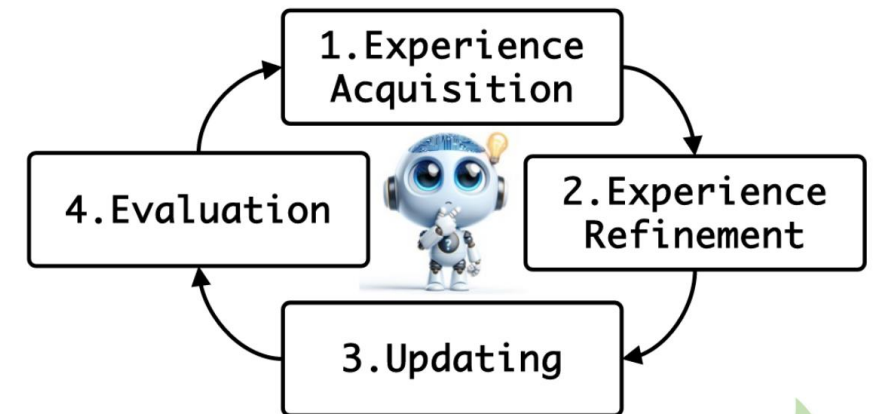 1.Experience
Acquisition
2.Experience
Refinement
3.Updating
4.Evaluation
?